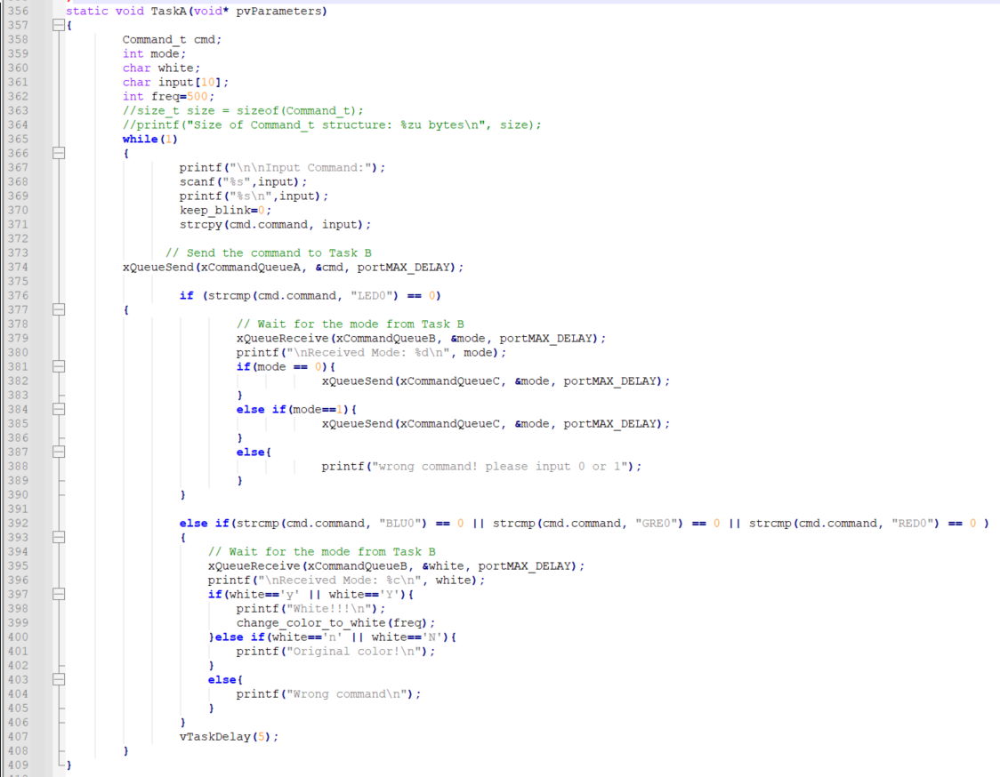 356 static void TaskA(void* pvParameters)
357 {
358 Command_t cmd;
359 int mode;
360 char white;
361 char input[10];
362 int freq=500;
363 //size_t size = sizeof(Command_t);
364 //printf("Size of Command_t structure: %zu bytes\n", size);
365 while(1)
366 {
367 printf("\n\nInput Command:");
368 scanf("%s",input);
369 printf("%s\n",input);
370 keep_blink=0;
371 strcpy(cmd.command, input);
372
373 // Send the command to Task B
374 xQueueSend(xCommandQueueA, &cmd, portMAX_DELAY);
375
376 if (strcmp(cmd.command, "LED0") == 0)
377 {
378 // Wait for the mode from Task B
379 xQueueReceive(xCommandQueueB, &mode, portMAX_DELAY);
380 printf("\nReceived Mode: %d\n", mode);
381 if(mode == 0){
382 xQueueSend(xCommandQueueC, &mode, portMAX_DELAY);
383 }
384 else if(mode==1){
385 xQueueSend(xCommandQueueC, &mode, portMAX_DELAY);
386 }
387 else{
388 printf("wrong command! please input 0 or 1");
389 }
390 }
391
392 else if(strcmp(cmd.command, "BLU0") == 0 || strcmp(cmd.command, "GRE0") == 0 || strcmp(cmd.command, "RED0") == 0 )
393 {
394 // Wait for the mode from Task B
395 xQueueReceive(xCommandQueueB, &white, portMAX_DELAY);
396 printf("\nReceived Mode: %c\n", white);
397 if(white=='y' || white=='Y'){
398 printf("White!!!\n");
399 change_color_to_white(freq);
400 }else if(white=='n' || white=='N'){
401 printf("Original color!\n");
402 }
403 else{
404 printf("Wrong command\n");
405 }
406 }
407 vTaskDelay(5);
408 }
409 }